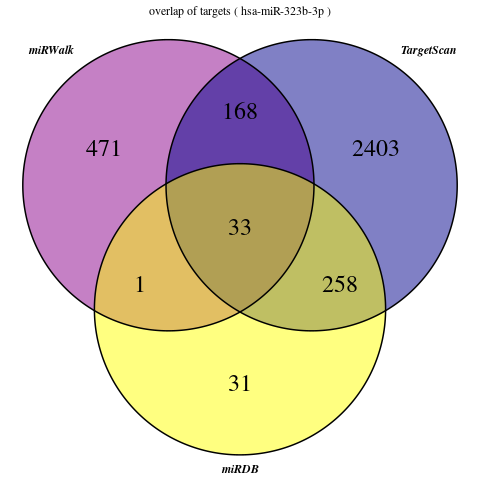 overlap of targets ( hsa-miR-323b-3p )
miRWalk
TargetScan
168
471
2403
33
1
258
31
miRDB